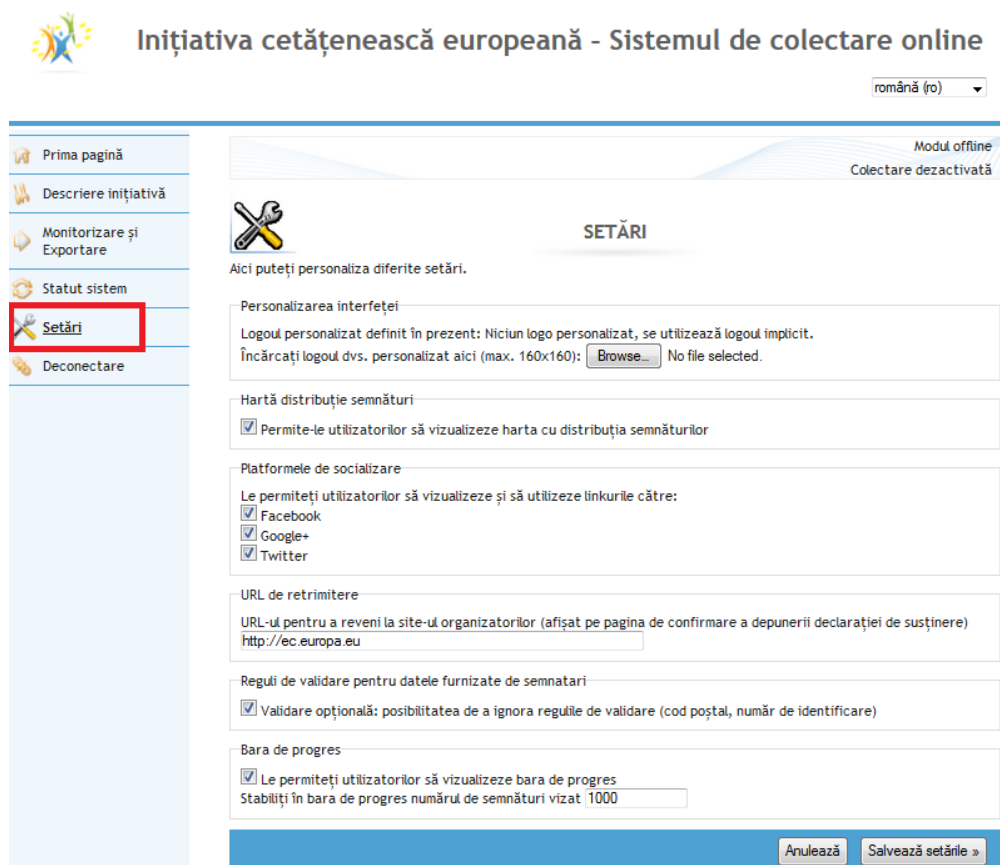 Inițiativa cetățenească europeană - Sistemul de colectare online
română (ro)
Prima pagină
Descriere inițiativă
Monitorizare și
Exportare
Statut sistem
Setări
Deconectare
Modul offline
Colectare dezactivată
SETĂRI
Aici puteți personaliza diferite setări.
Personalizarea interfeței
Logoul personalizat definit în prezent: Niciun logo personalizat, se utilizează logoul implicit.
Încărcați logoul dvs. personalizat aici (max. 160x160): Browse... No file selected.
Hartă distribuție semnături
Permite-le utilizatorilor să vizualizeze harta cu distribuția semnăturilor
Platformele de socializare
Le permiteți utilizatorilor să vizualizeze și să utilizeze linkurile către:
Facebook
Google+
Twitter
URL de retrimitere
URL-ul pentru a reveni la site-ul organizatorilor (afișat pe pagina de confirmare a depunerii declarației de susținere)
http://ec.europa.eu
Reguli de validare pentru datele furnizate de semnatari
Validare opțională: posibilitatea de a ignora regulile de validare (cod poștal, număr de identificare)
Bara de progres
Le permiteți utilizatorilor să vizualizeze bara de progres
Stabiliți în bara de progres numărul de semnături vizat 1000
Anulează Salvează setările »